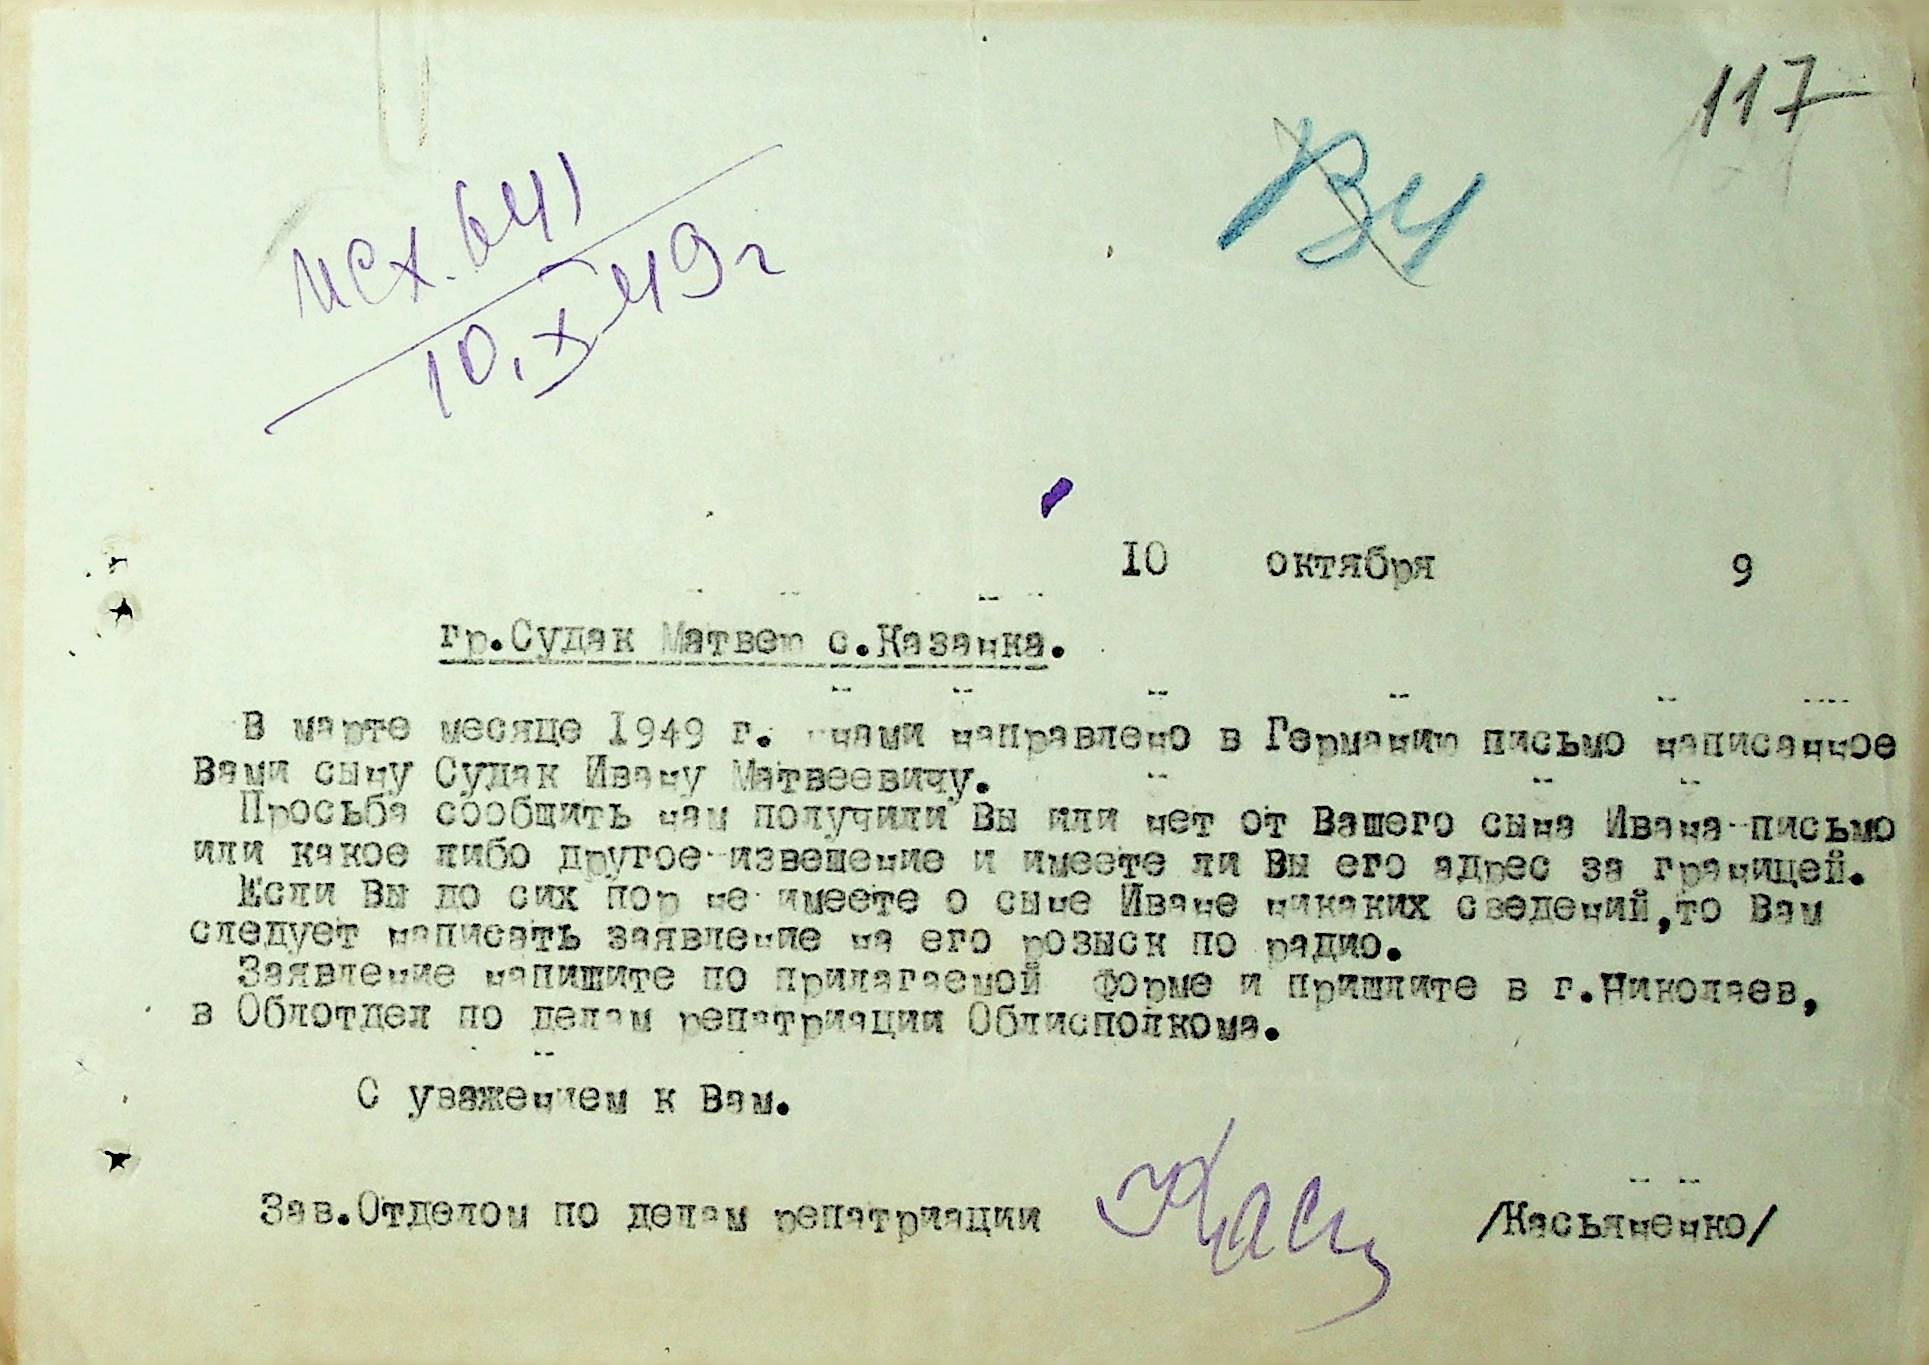 117
исх. 641
10.X 49 г
10 октября 9
гр.Судак Матвею с.Казанка.
В марте месяце 1949 г. нами направлено в Германию письмо написанное
Вами сыну Судак Ивану Матвеевичу.
Просьба сообщить нам получили Вы или нет от Вашего сына Ивана письмо
или какое либо другое извещение и имеете ли Вы его адрес за границей.
Если Вы до сих пор не имеете о сыне Иване никаких сведений,то Вам
следует написать заявление на его розыск по радио.
Заявление напишите по прилагаемой форме и пришлите в г.Николаев,
в Облотдел по делам репатриации Облисполкома.
С уважением к Вам.
Зав.Отделом по делам репатриации /Касьяненко/